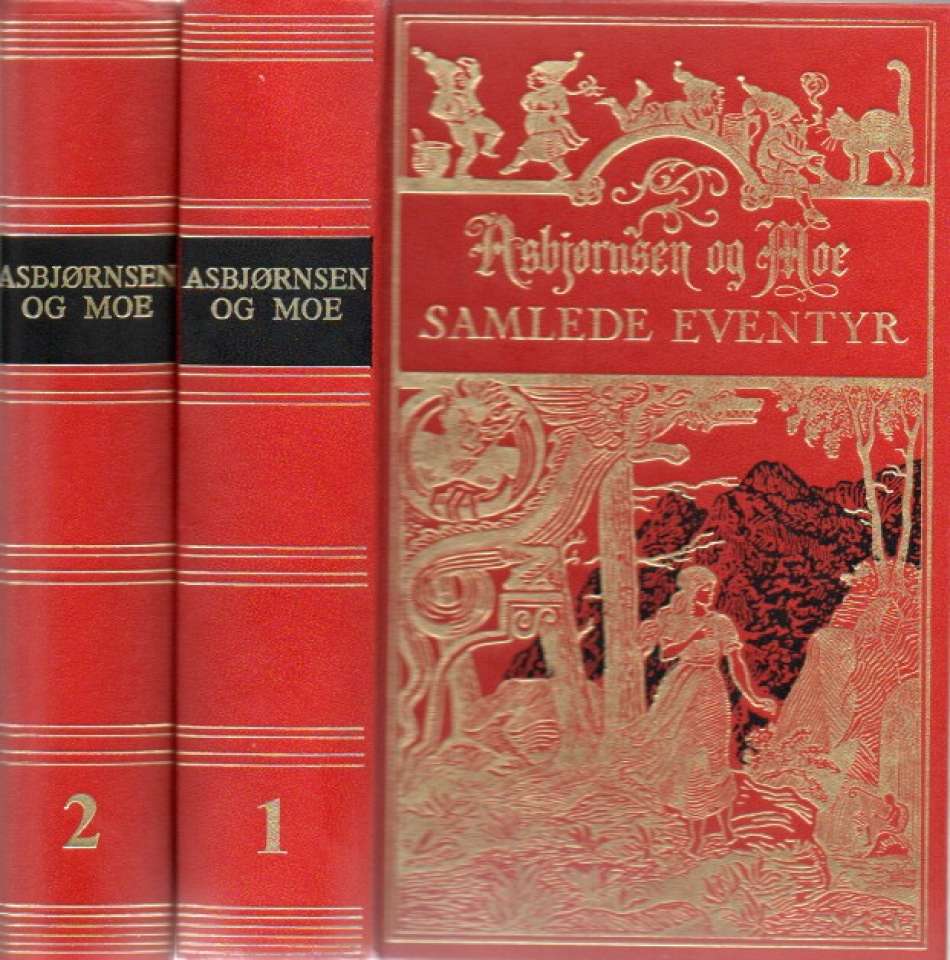 ASBJØRNSEN
OG MOE
2
ASBJØRNSEN
OG MOE
1
Asbjørnsen og Moe
SAMLEDE EVENTYR